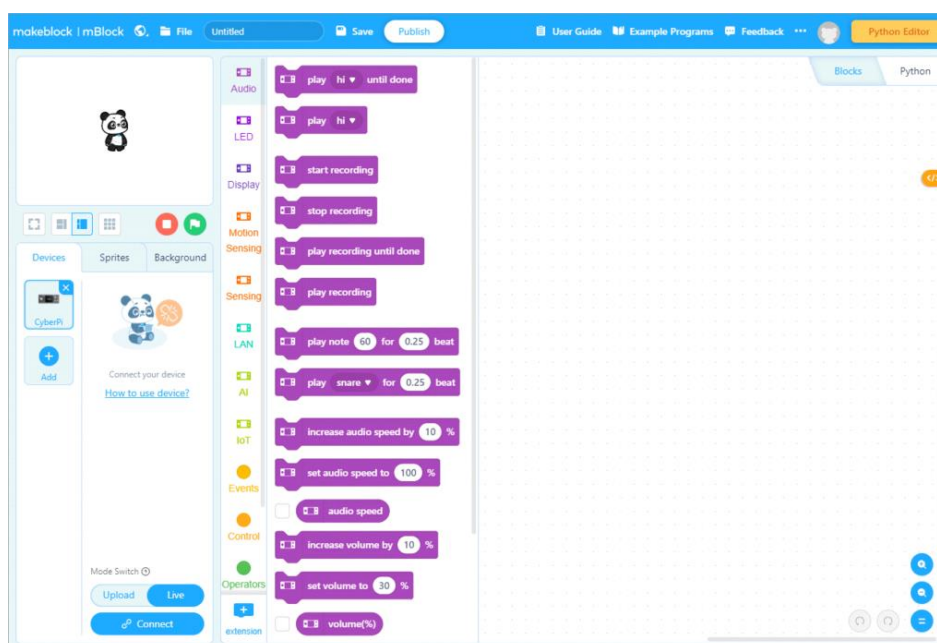 makeblock | mBlock File Untitled Save Publish User Guide Example Programs Feedback Python Editor
Devices Sprites Background
CyberPi
Add
Connect your device
How to use device?
Mode Switch
Upload Live
Connect
Audio
LED
Display
Motion
Sensing
Sensing
LAN
AI
IoT
Events
Control
Operators
extension
play hi until done
play hi
start recording
stop recording
play recording until done
play recording
play note 60 for 0.25 beat
play snare for 0.25 beat
increase audio speed by 10 %
set audio speed to 100 %
audio speed
increase volume by 10 %
set volume to 30 %
volume(%)
Blocks Python